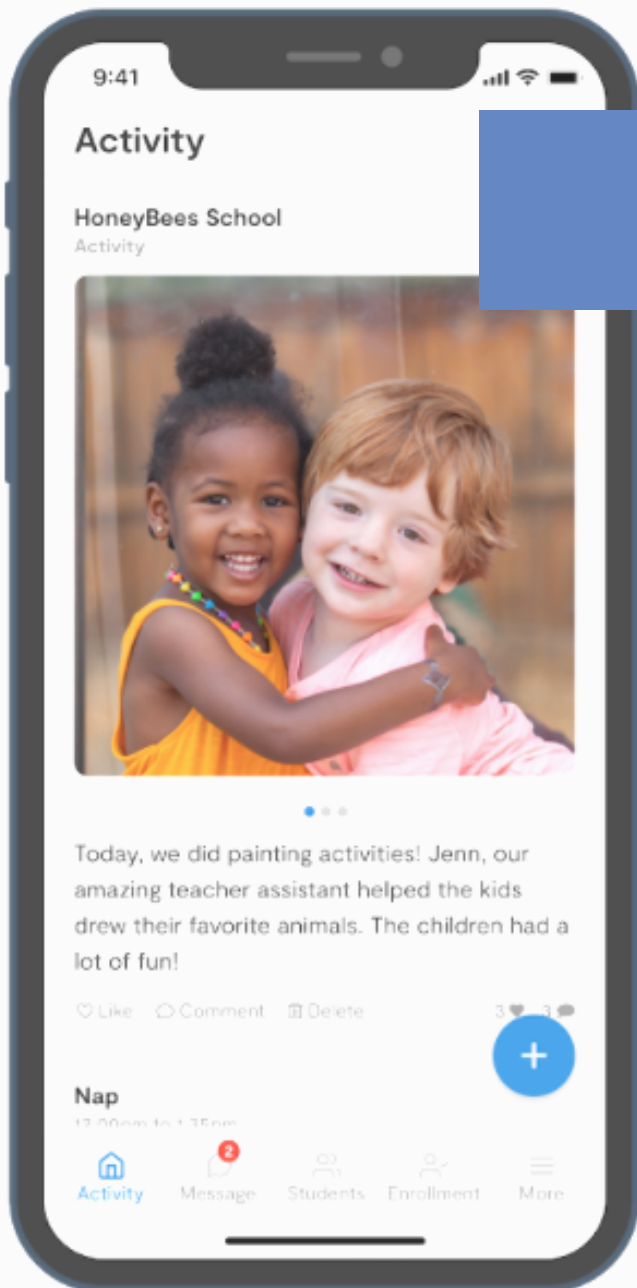 9:41
Activity
HoneyBees School
Activity
Today, we did painting activities! Jenn, our
amazing teacher assistant helped the kids
drew their favorite animals. The children had a
lot of fun!
Like Comment Delete 3 3
Nap
to
2
Activity Message Students Enrollment More